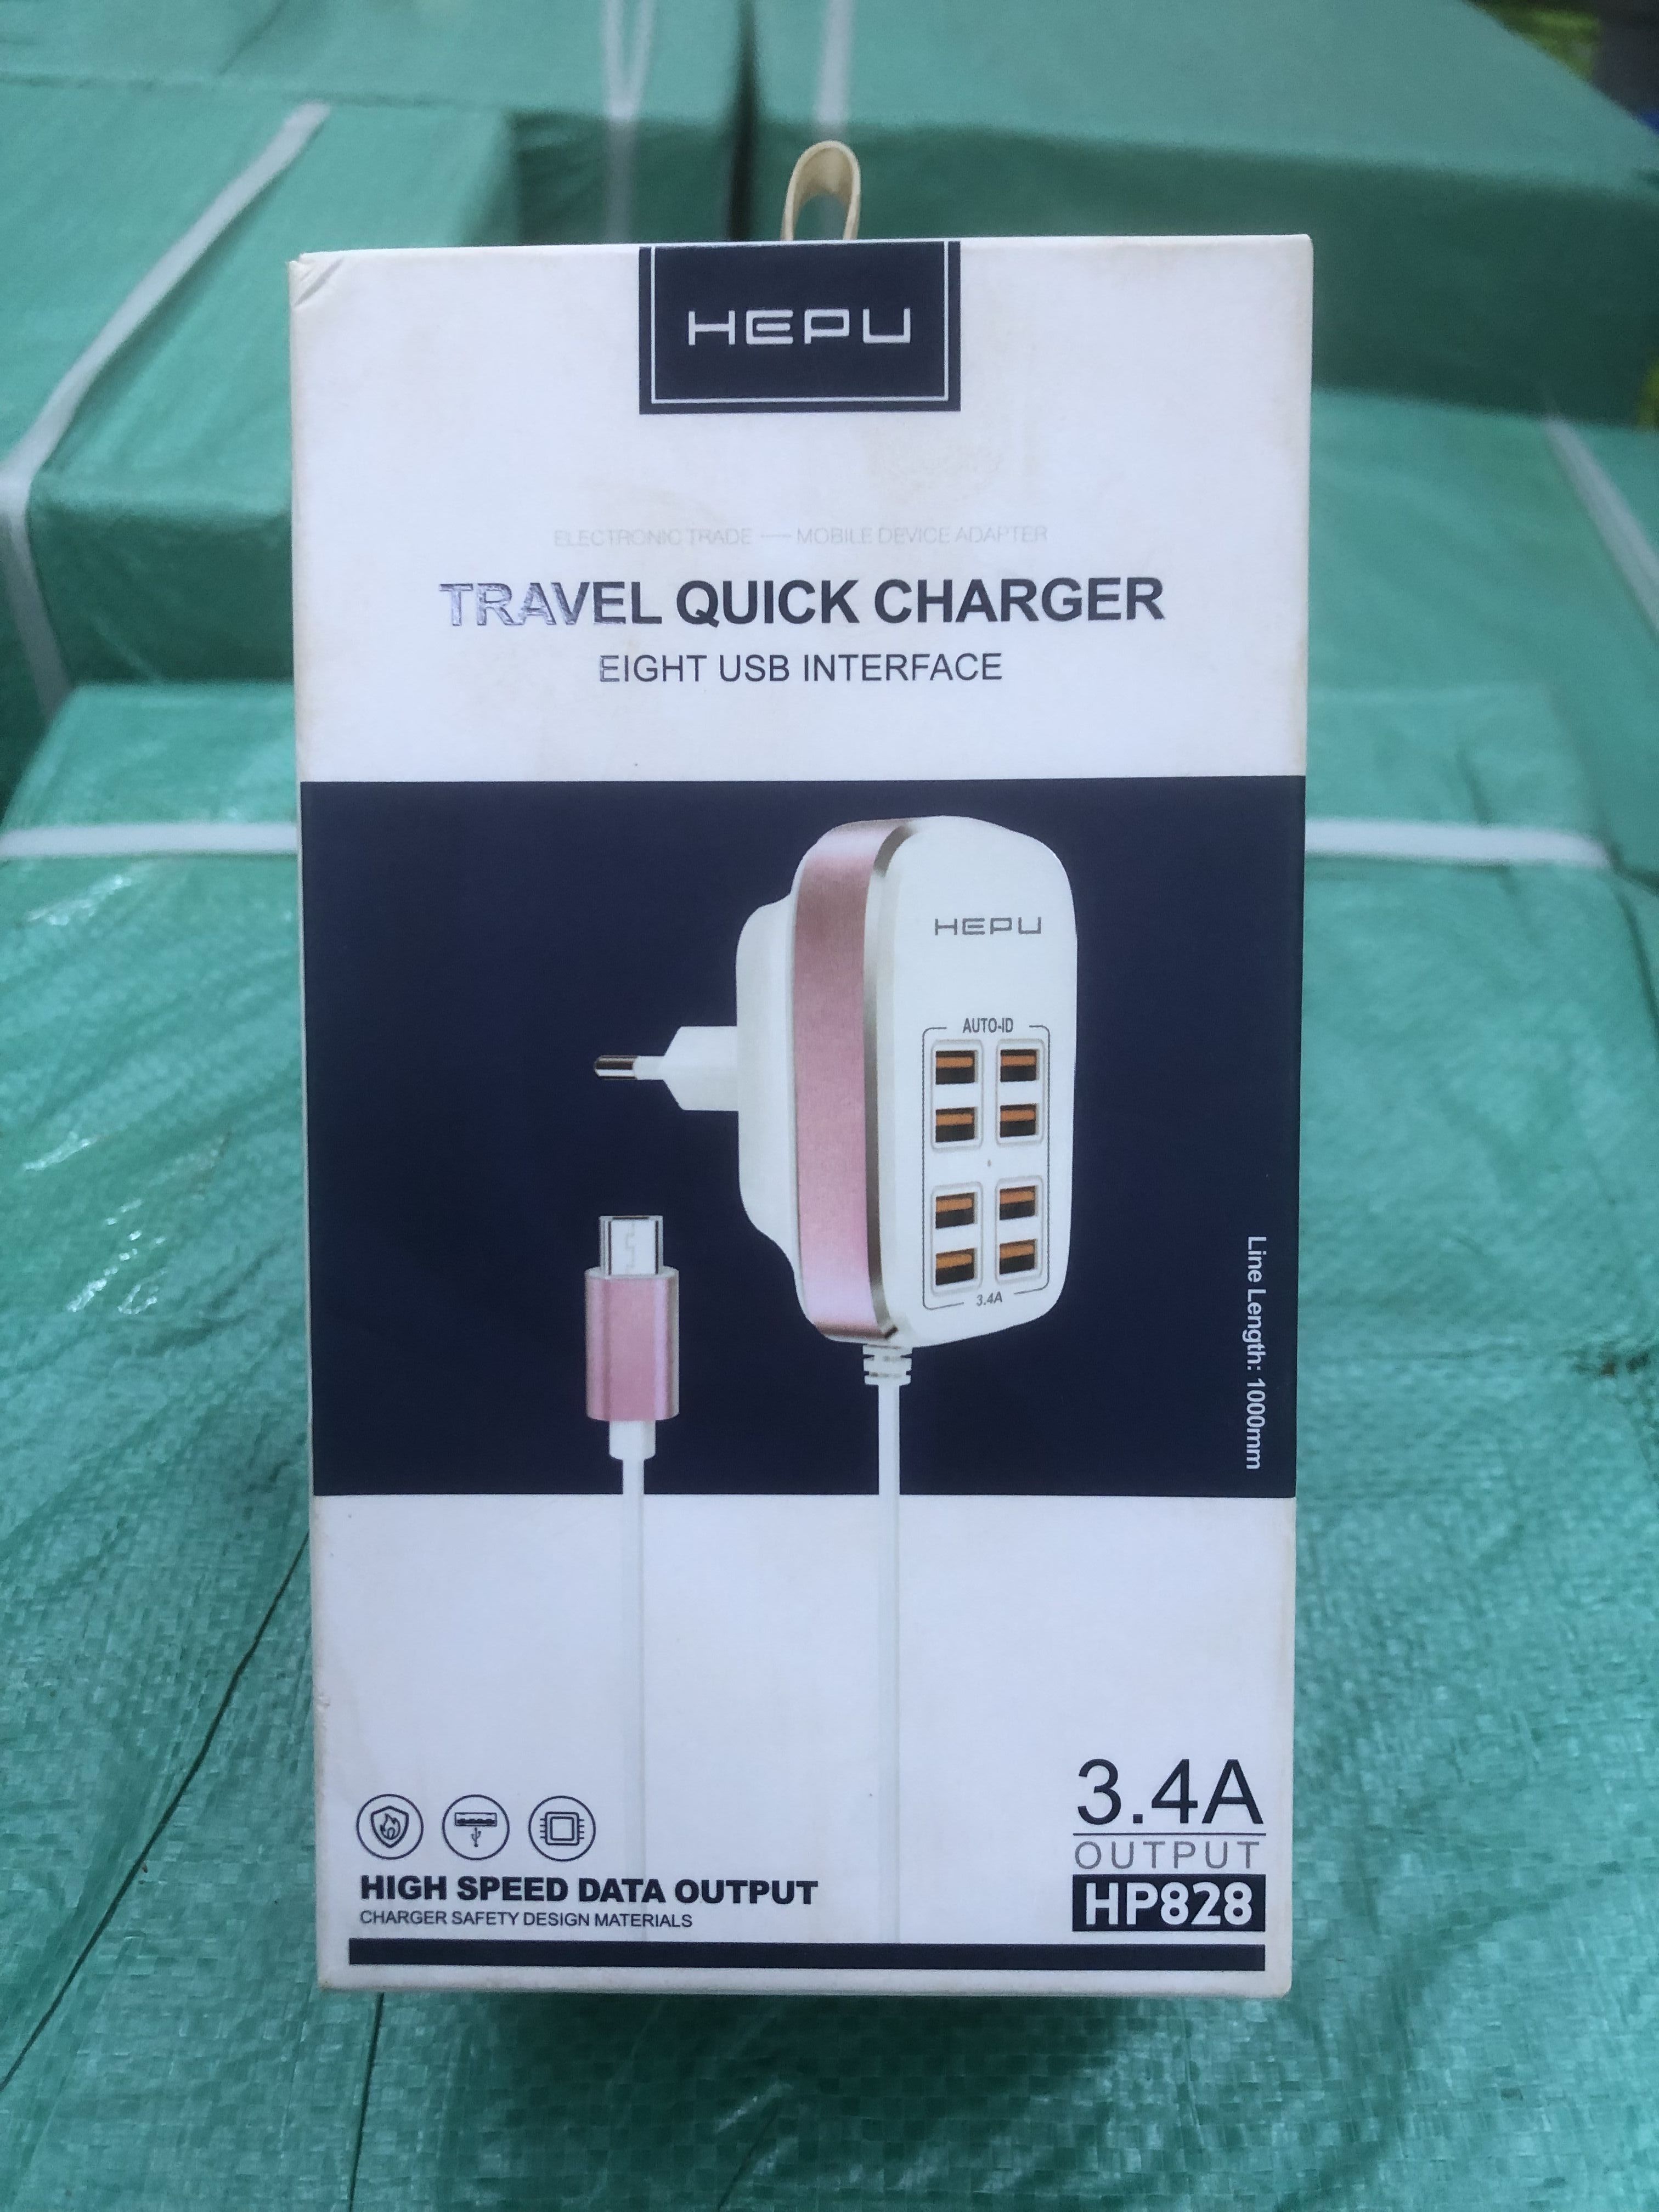 HEPU
ELECTRONIC TRADE — MOBILE DEVICE ADAPTER
TRAVEL QUICK CHARGER
EIGHT USB INTERFACE
HEPU
AUTO-ID
3.4A
Line Length: 1000mm
3.4A
OUTPUT
HP828
HIGH SPEED DATA OUTPUT
CHARGER SAFETY DESIGN MATERIALS